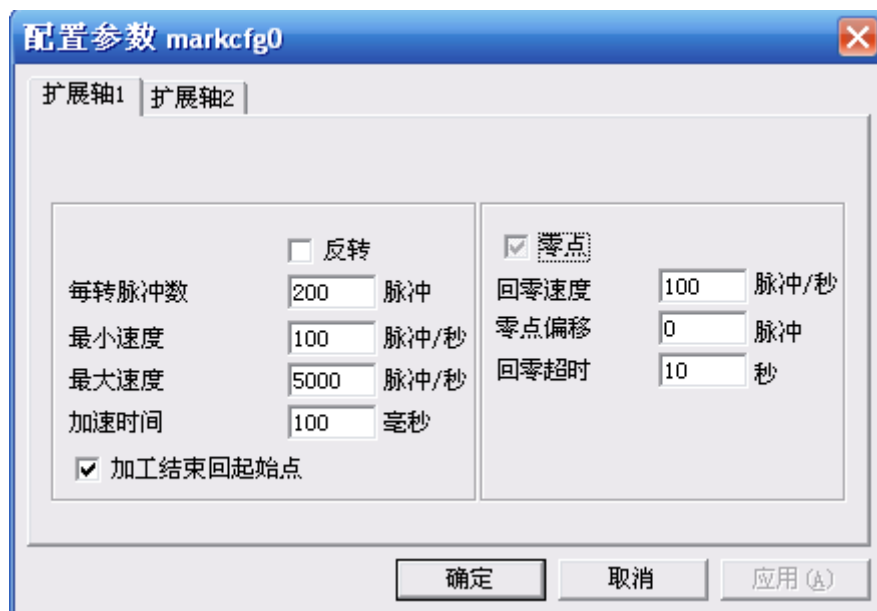 配置参数 markcfg0
扩展轴1 扩展轴2
反转
每转脉冲数 200 脉冲
最小速度 100 脉冲/秒
最大速度 5000 脉冲/秒
加速时间 100 毫秒
加工结束回起始点
零点
回零速度 100 脉冲/秒
零点偏移 0 脉冲
回零超时 10 秒
确定 取消 应用(A)